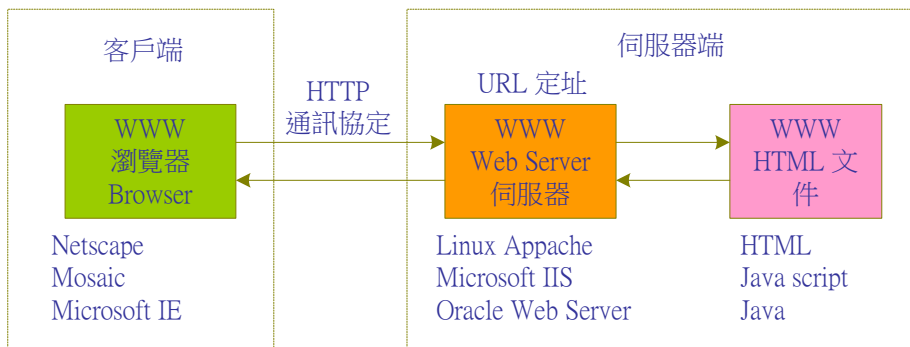 客戶端
伺服器端
HTTP
通訊協定
URL 定址
WWW
瀏覽器
Browser
WWW
Web Server
伺服器
WWW
HTML 文
件
Netscape
Mosaic
Microsoft IE
Linux Appache
Microsoft IIS
Oracle Web Server
HTML
Java script
Java